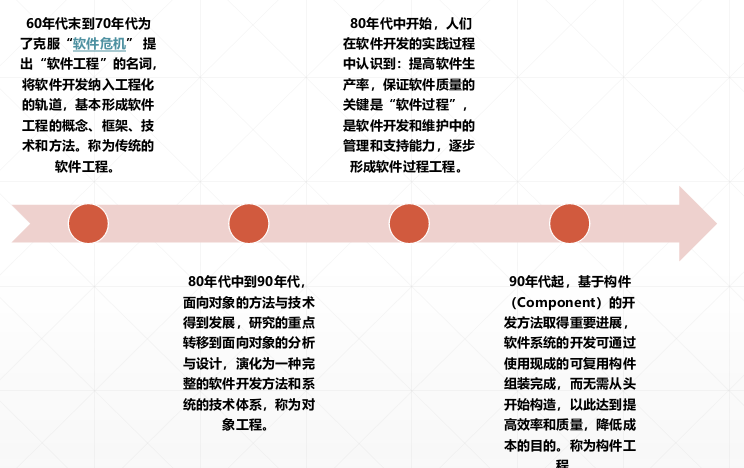 60年代末到70年代为
了克服“软件危机” 提
出“软件工程”的名词,
将软件开发纳入工程化
的轨道，基本形成软件
工程的概念、框架、技
术和方法。称为传统的
软件工程。
80年代中到90年代，
面向对象的方法与技术
得到发展，研究的重点
转移到面向对象的分析
与设计，演化为一种完
整的软件开发方法和系
统的技术体系，称为对
象工程。
80年代中开始，人们
在软件开发的实践过程
中认识到：提高软件生
产率，保证软件质量的
关键是“软件过程”，
是软件开发和维护中的
管理和支持能力，逐步
形成软件过程工程。
90年代起，基于构件
（Component）的开
发方法取得重要进展，
软件系统的开发可通过
使用现成的可复用构件
组装完成，而无需从头
开始构造，以此达到提
高效率和质量，降低成
本的目的。称为构件工
程